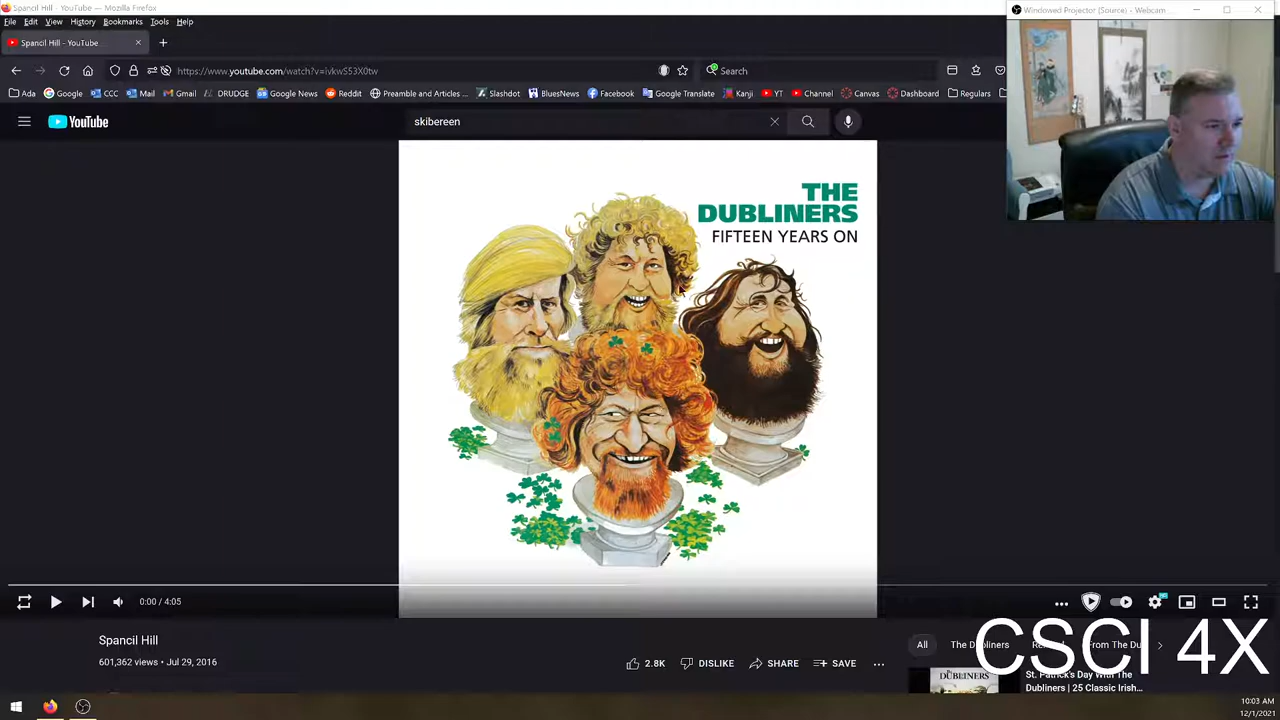 Spancil Hill - YouTube — Mozilla Firefox
Windowed Projector (Source) - Webcam
File Edit View History Bookmarks Tools Help
Spancil Hill - YouTube
https://www.youtube.com/watch?v=ivkwS53X0tw
Search
Ada Google CCC Mail Gmail DRUDGE Google News Reddit Preamble and Articles ... Slashdot BluesNews Facebook Google Translate Kanji YT Channel Canvas Dashboard Regulars
YouTube
skibereen
THE
DUBLINERS
FIFTEEN YEARS ON
0:00 / 4:05
Spancil Hill
601,362 views • Jul 29, 2016
2.8K DISLIKE SHARE SAVE
All
CSCI 4X
DUBLINERS
St. Patrick's Day With The
Dubliners | 25 Classic Irish...
10:03 AM
12/1/2021